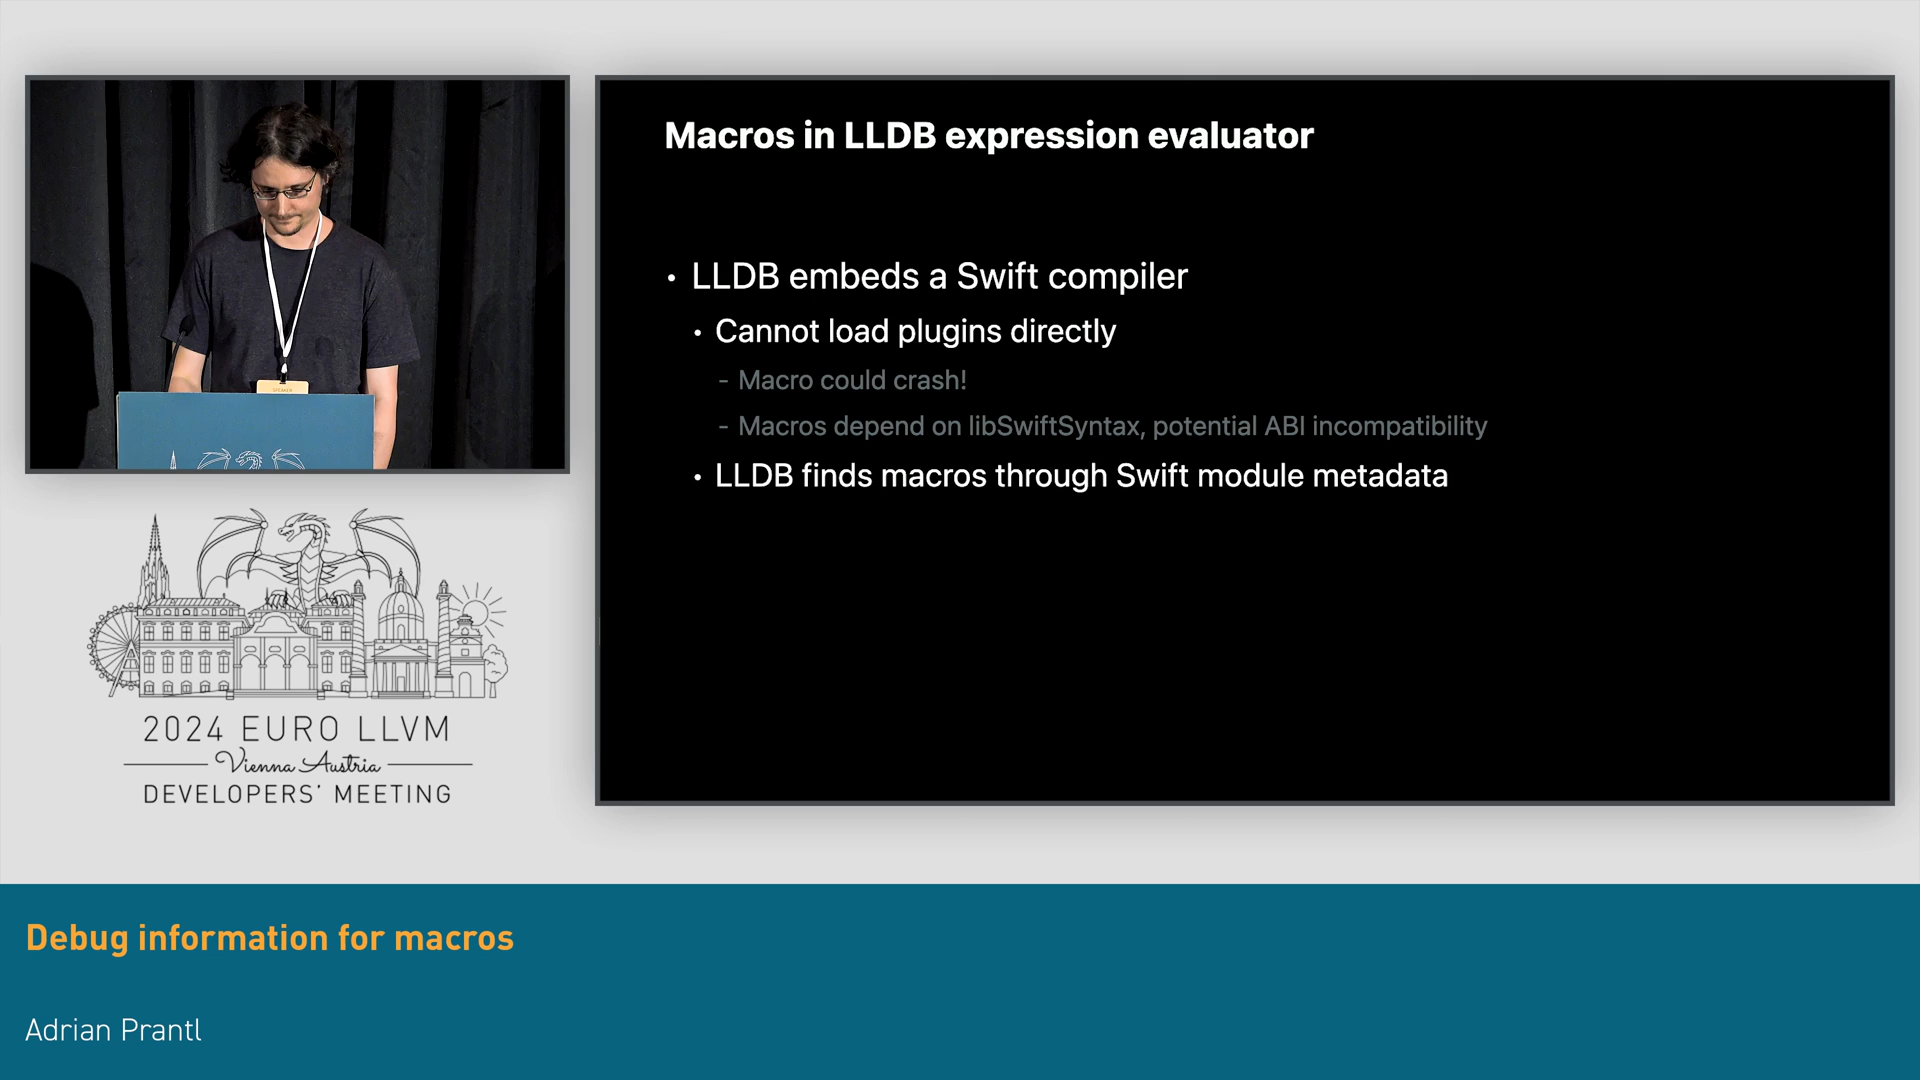 Macros in LLDB expression evaluator
• LLDB embeds a Swift compiler
• Cannot load plugins directly
- Macro could crash!
- Macros depend on libSwiftSyntax, potential ABI incompatibility
• LLDB finds macros through Swift module metadata
SPEAKER
2024 EURO LLVM
Vienna Austria
DEVELOPERS' MEETING
Debug information for macros
Adrian Prantl